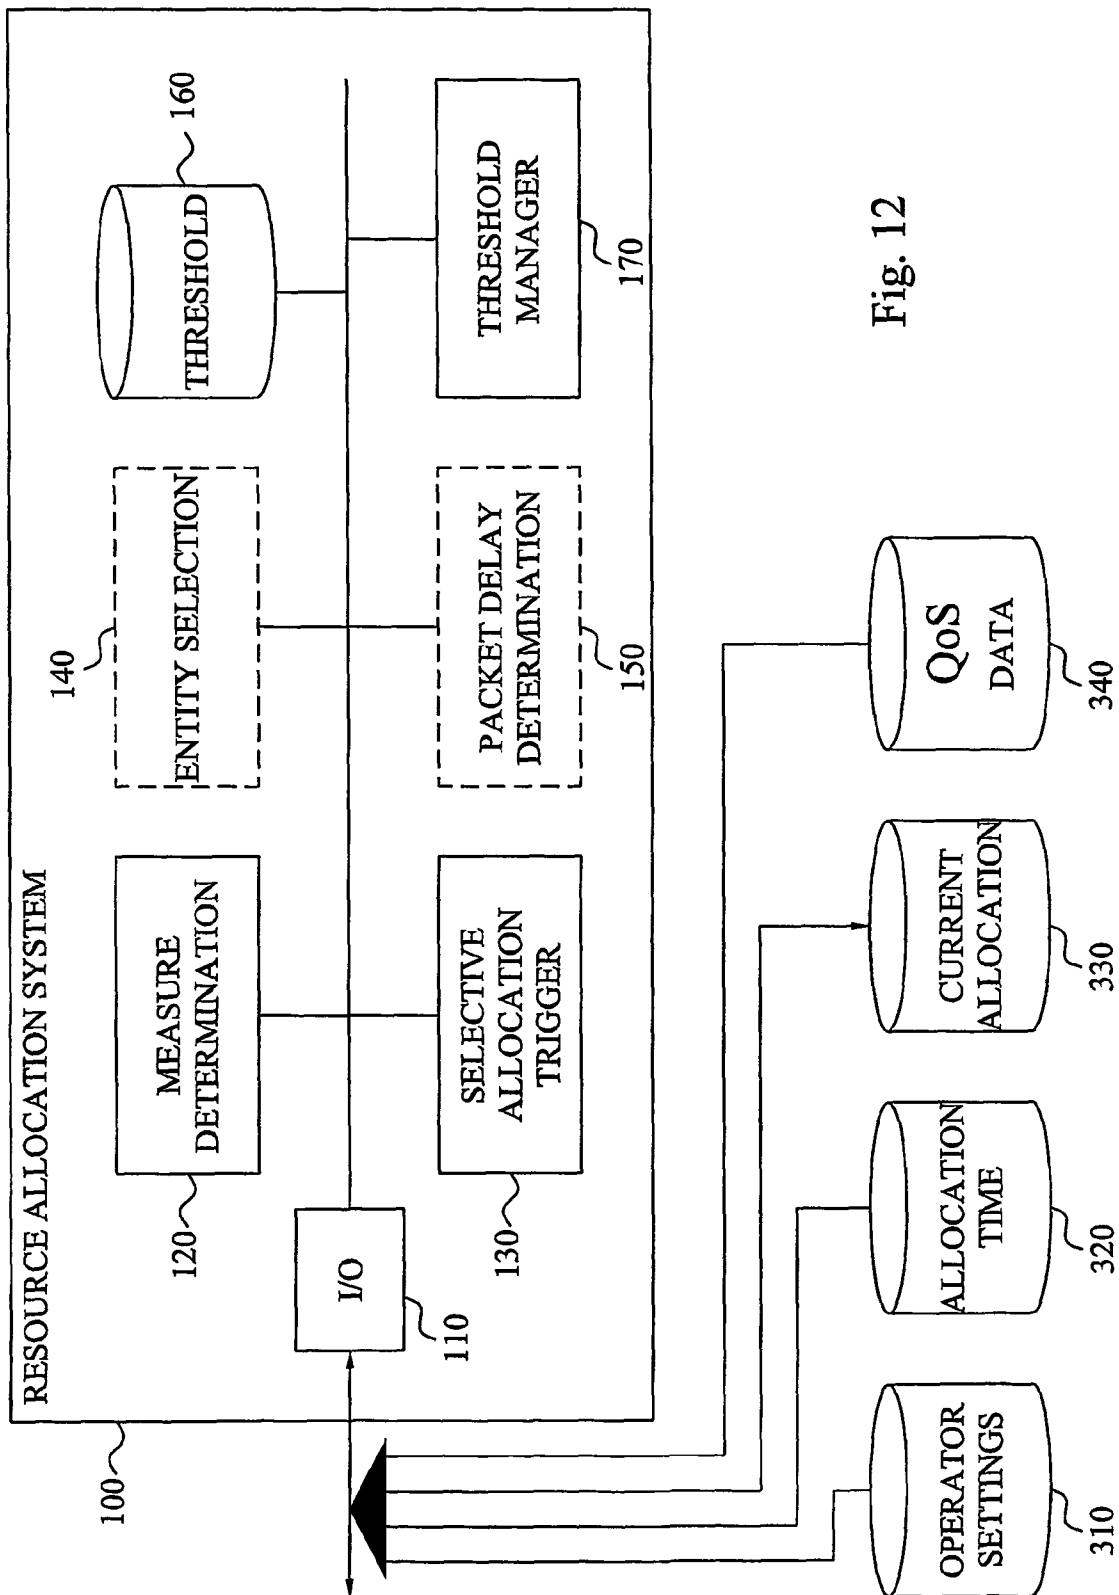 RESOURCE ALLOCATION SYSTEM
100
I/O
110
MEASURE
DETERMINATION
120
SELECTIVE
ALLOCATION
TRIGGER
130
140
ENTITY SELECTION
PACKET DELAY
DETERMINATION
150
THRESHOLD
160
THRESHOLD
MANAGER
170
OPERATOR
SETTINGS
310
ALLOCATION
TIME
320
CURRENT
ALLOCATION
330
QoS
DATA
340
Fig. 12